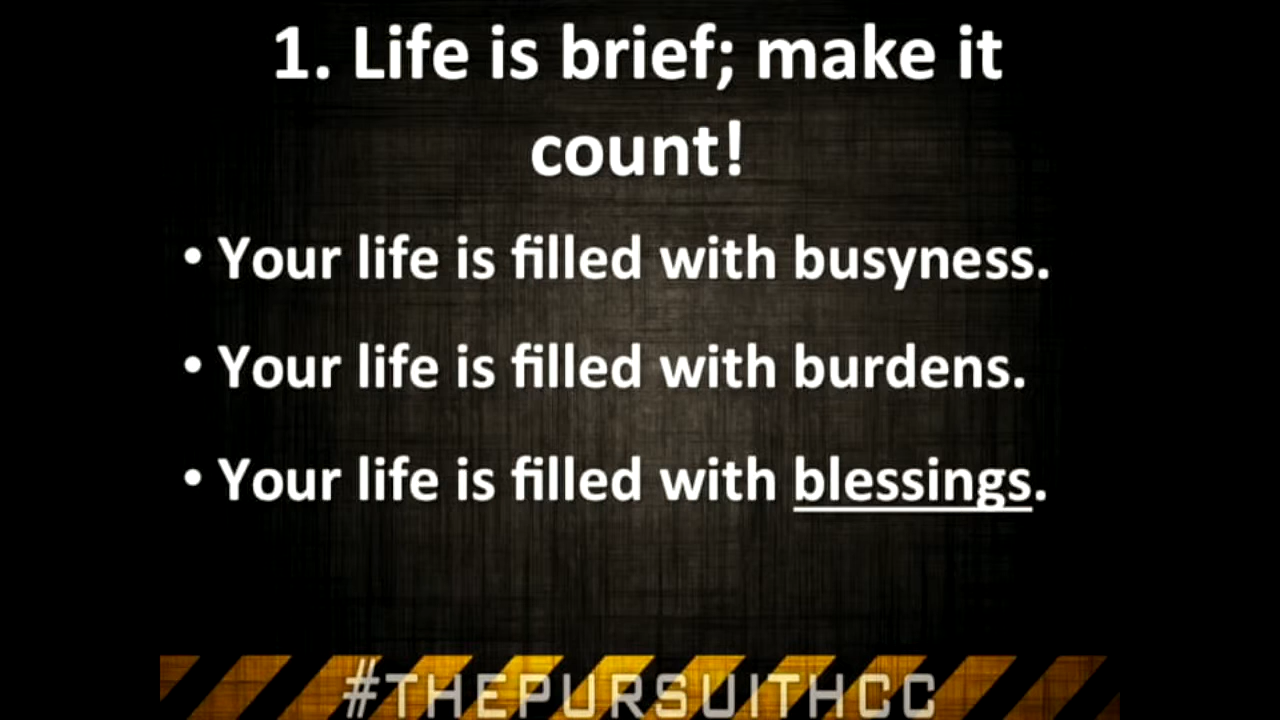 1. Life is brief; make it
count!
• Your life is filled with busyness.
• Your life is filled with burdens.
• Your life is filled with blessings.
#THEPURSUITHCC